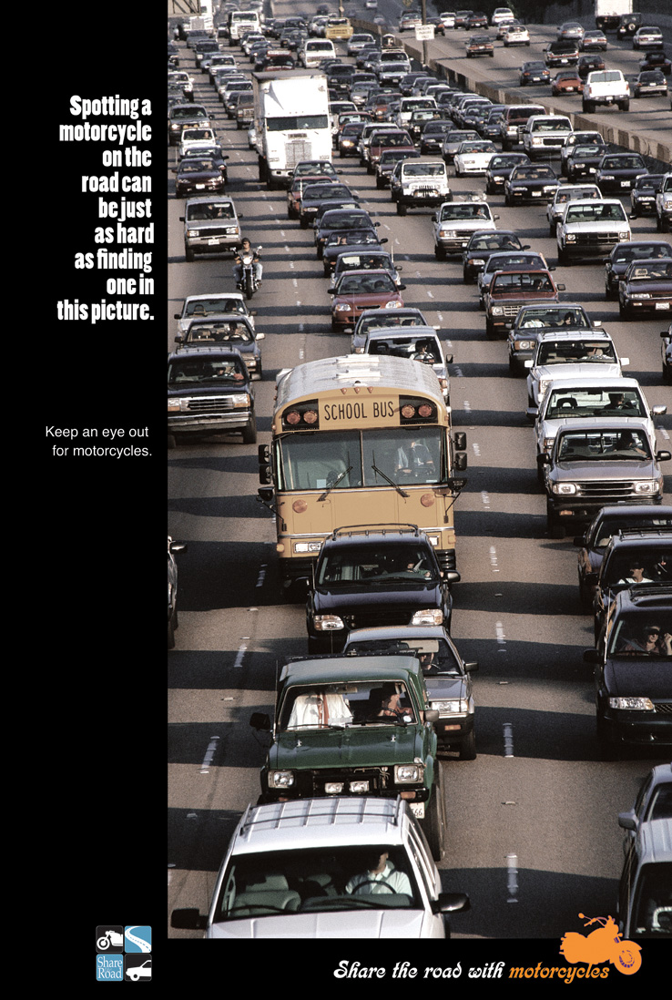 Spotting a
motorcycle
on the
road can
be just
as hard
as finding
one in
this picture.
Keep an eye out
for motorcycles.
SCHOOL BUS
Share
the
Road
Share the road with motorcycles